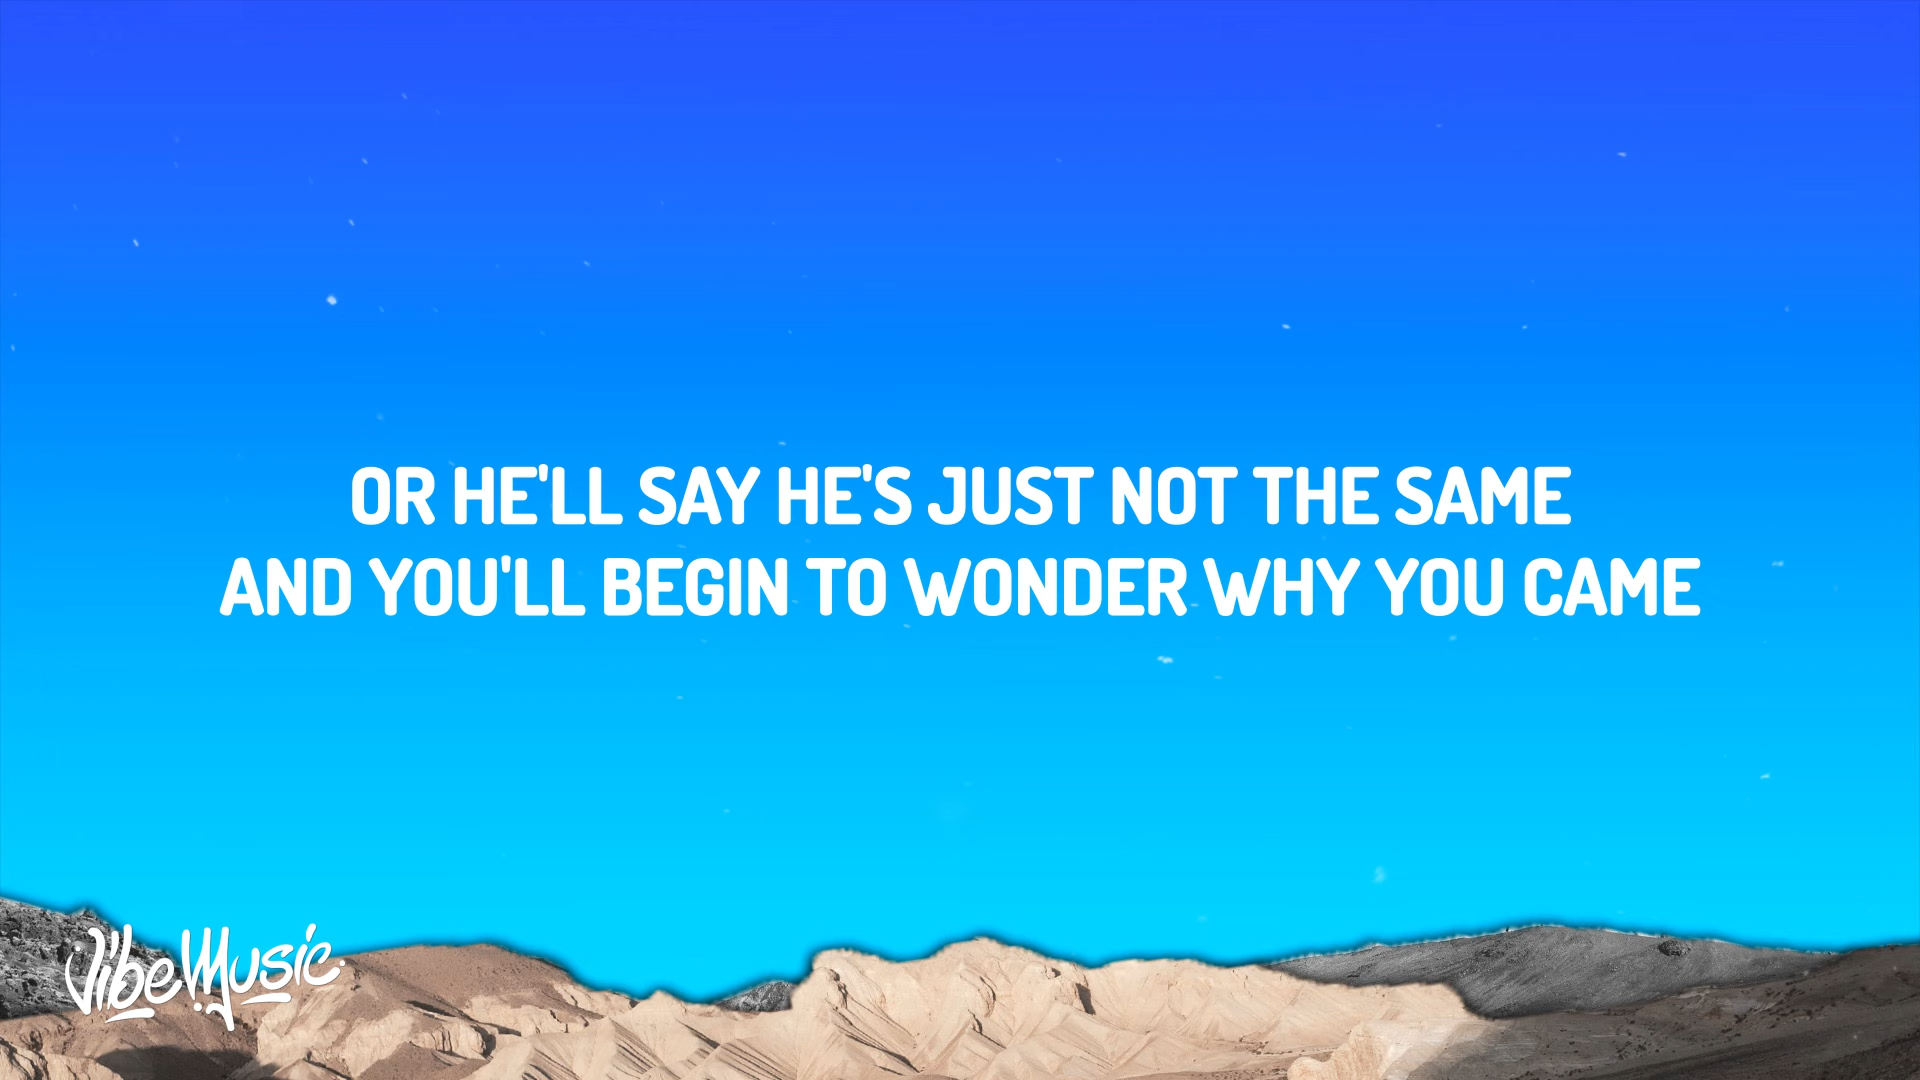 OR HE'LL SAY HE'S JUST NOT THE SAME
AND YOU'LL BEGIN TO WONDER WHY YOU CAME
Vibe Music